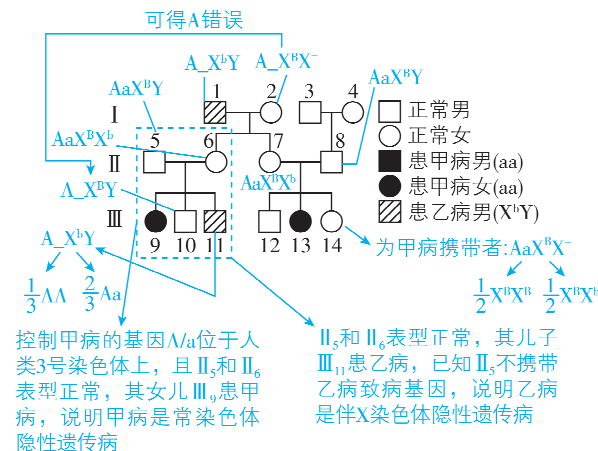 可得A错误
A_XᵇY
A_XᴮX⁻
AaXᴮY
AaXᴮY
1
2
3
4
Ⅰ
正常男
AaXᴮXᵇ
5
6
7
8
正常女
Ⅱ
患甲病男(aa)
A_XᴮY
AaXᴮXᵇ
患甲病女(aa)
Ⅲ
患乙病男(XᵇY)
9
10
11
12
13
14
A_XᵇY
为甲病携带者:AaXᴮX⁻
1/3AA
2/3Aa
1/2XᴮXᴮ
1/2XᴮXᵇ
控制甲病的基因A/a位于人
类3号染色体上，且Ⅱ₅和Ⅱ₆
表型正常，其女儿Ⅲ₉患甲
病，说明甲病是常染色体
隐性遗传病
Ⅱ₅和Ⅱ₆表型正常，其儿子
Ⅲ₁₁患乙病，已知Ⅱ₅不携带
乙病致病基因，说明乙病
是伴X染色体隐性遗传病